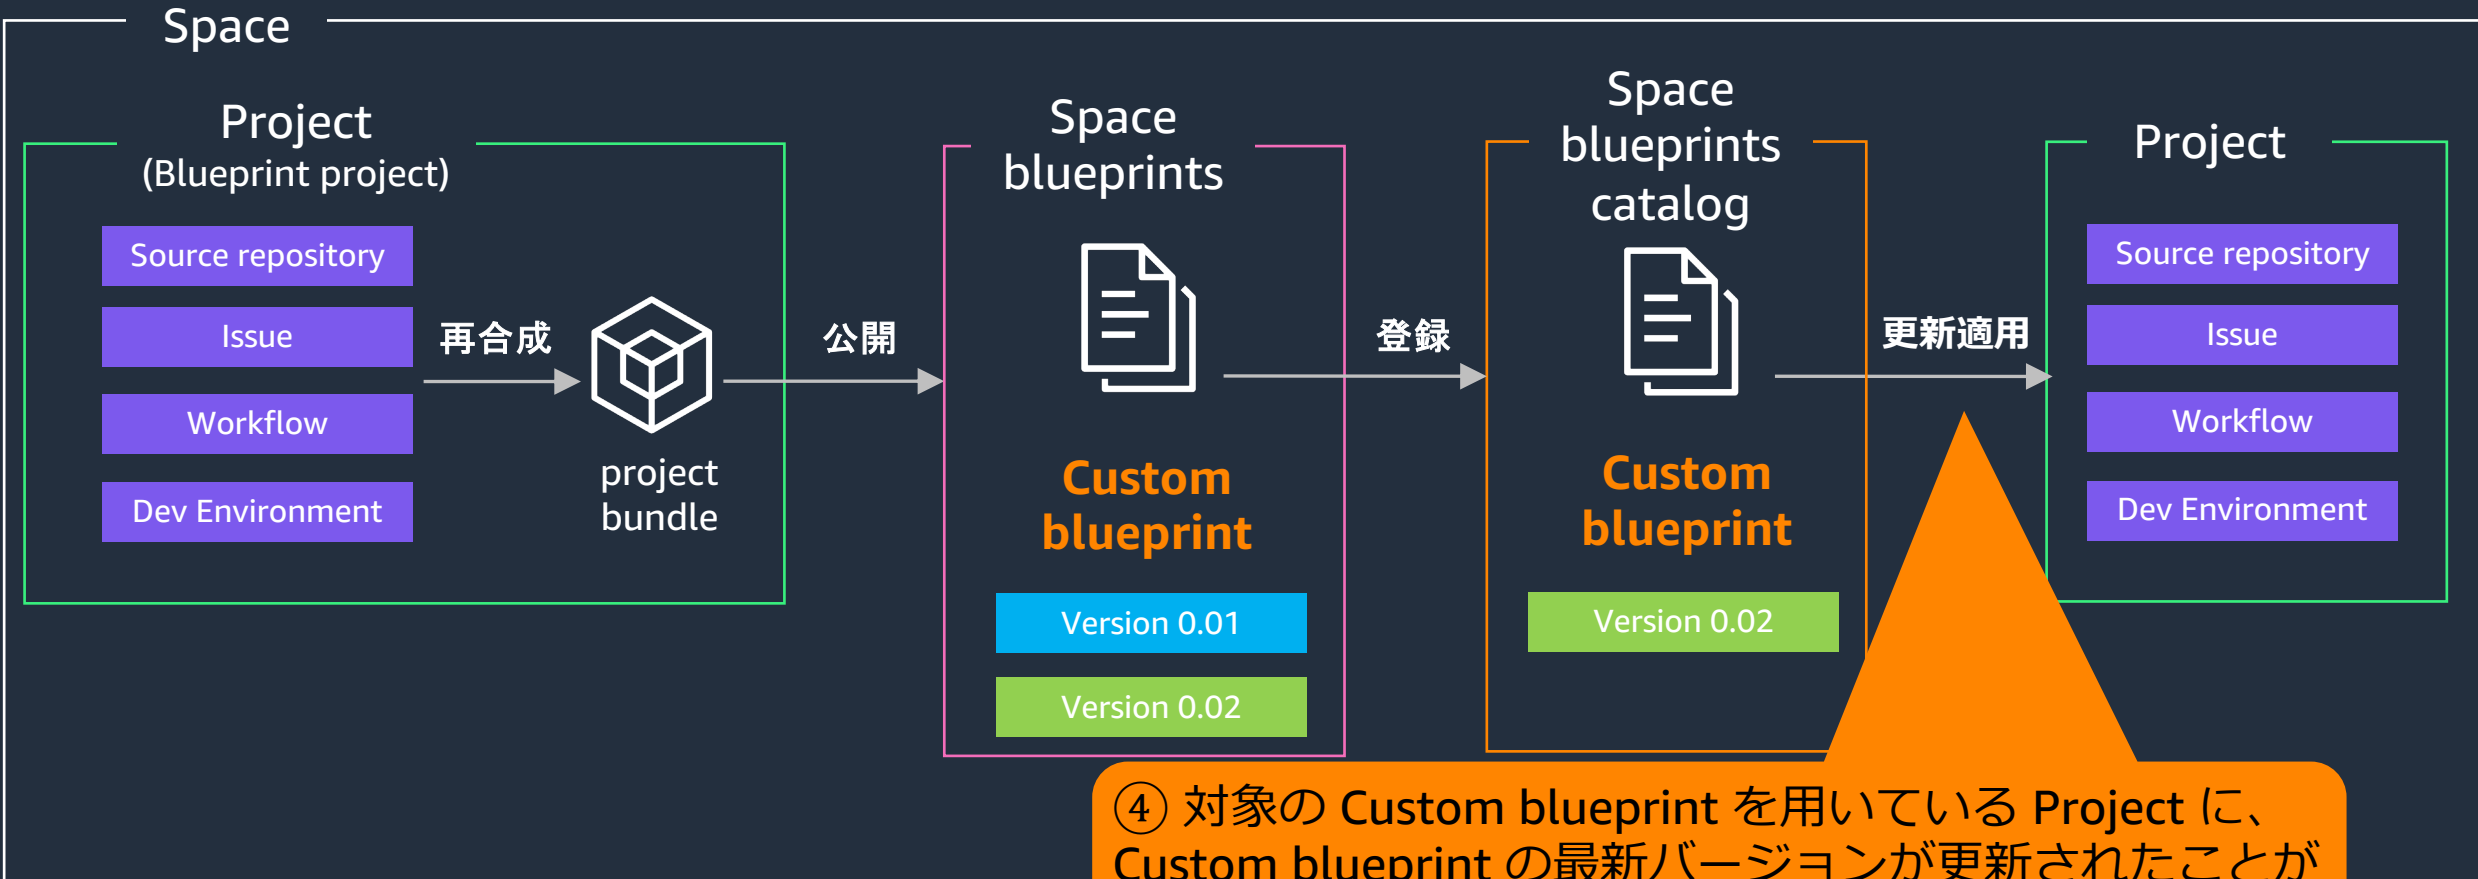 Space
Project
(Blueprint project)
Source repository
Issue
Workflow
Dev Environment
再合成
project
bundle
公開
Space
blueprints
Custom
blueprint
Version 0.01
Version 0.02
登録
Space
blueprints
catalog
Custom
blueprint
Version 0.02
更新適用
Project
Source repository
Issue
Workflow
Dev Environment
④ 対象の Custom blueprint を用いている Project に、
Custom blueprint の最新バージョンが更新されたことが